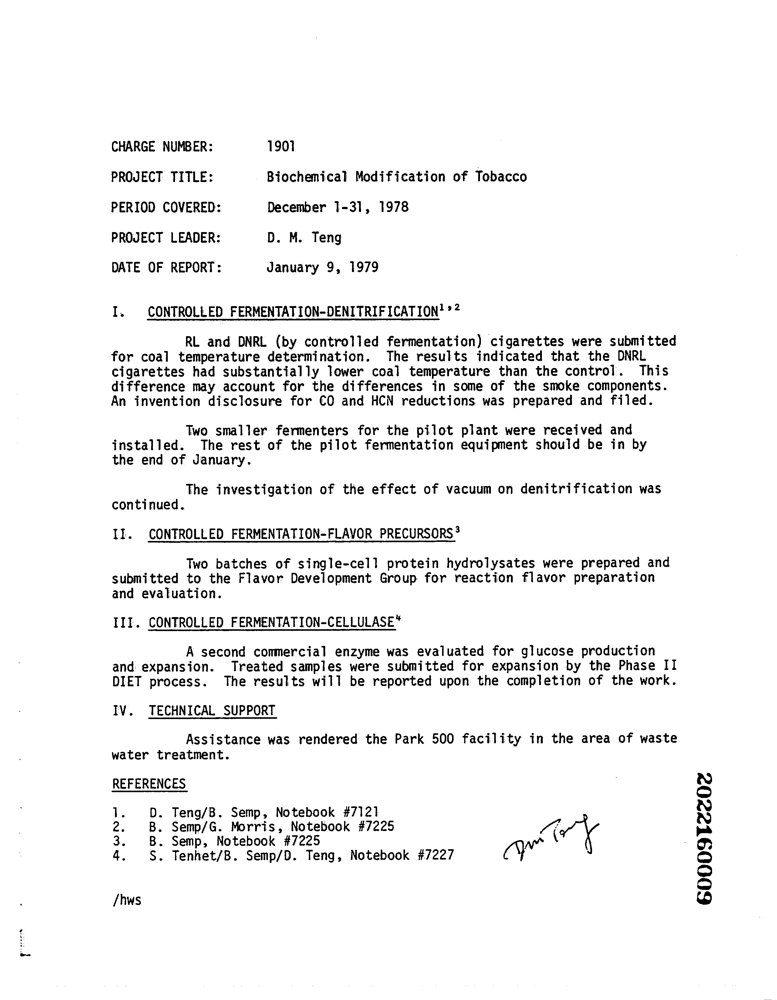 CHARGE NUMBER: 1901
PROJECT TITLE: Biochemical Modification of Tobacco
PERIOD COVERED: December 1-31, 1978
PROJECT LEADER: D. M. Teng
DATE OF REPORT: January 9, 1979
I. CONTROLLED FERMENTATION-DENITRIFICATION¹,²
RL and DNRL (by controlled fermentation) cigarettes were submitted
for coal temperature determination. The results indicated that the DNRL
cigarettes had substantially lower coal temperature than the control. This
difference may account for the differences in some of the smoke components.
An invention disclosure for CO and HCN reductions was prepared and filed.
Two smaller fermenters for the pilot plant were received and
installed. The rest of the pilot fermentation equipment should be in by
the end of January.
The investigation of the effect of vacuum on denitrification was
continued.
II. CONTROLLED FERMENTATION-FLAVOR PRECURSORS³
Two batches of single-cell protein hydrolysates were prepared and
submitted to the Flavor Development Group for reaction flavor preparation
and evaluation.
III. CONTROLLED FERMENTATION-CELLULASE⁴
A second commercial enzyme was evaluated for glucose production
and expansion. Treated samples were submitted for expansion by the Phase II
DIET process. The results will be reported upon the completion of the work.
IV. TECHNICAL SUPPORT
Assistance was rendered the Park 500 facility in the area of waste
water treatment.
REFERENCES
1. D. Teng/B. Semp, Notebook #7121
2. B. Semp/G. Morris, Notebook #7225
3. B. Semp, Notebook #7225
4. S. Tenhet/B. Semp/D. Teng, Notebook #7227
/hws
2022160009